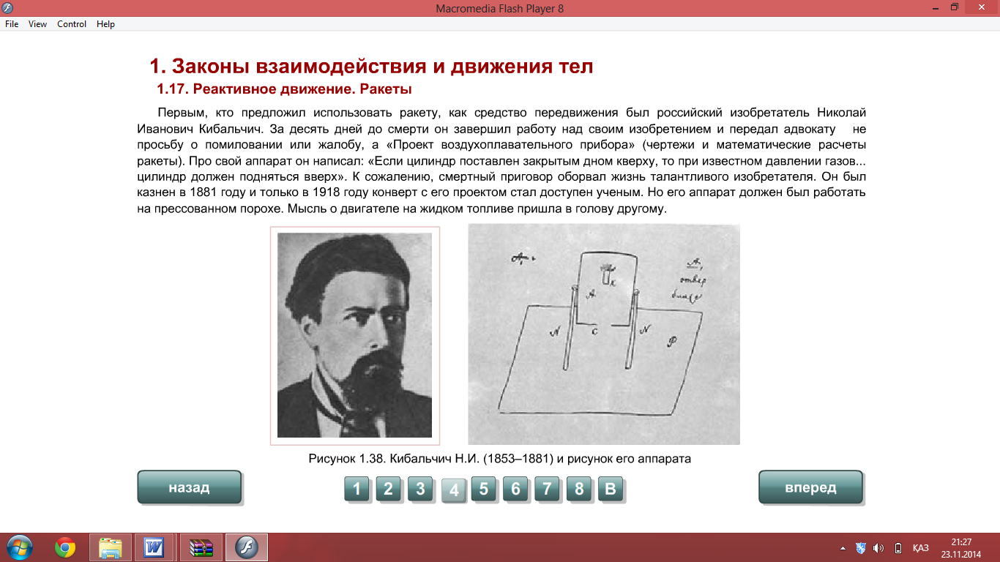 Macromedia Flash Player 8
File View Control Help
1. Законы взаимодействия и движения тел
1.17. Реактивное движение. Ракеты
Первым, кто предложил использовать ракету, как средство передвижения был российский изобретатель Николай
Иванович Кибальчич. За десять дней до смерти он завершил работу над своим изобретением и передал адвокату не
просьбу о помиловании или жалобу, а «Проект воздухоплавательного прибора» (чертежи и математические расчеты
ракеты). Про свой аппарат он написал: «Если цилиндр поставлен закрытым дном кверху, то при известном давлении газов...
цилиндр должен подняться вверх». К сожалению, смертный приговор оборвал жизнь талантливого изобретателя. Он был
казнен в 1881 году и только в 1918 году конверт с его проектом стал доступен ученым. Но его аппарат должен был работать
на прессованном порохе. Мысль о двигателе на жидком топливе пришла в голову другому.
A
N C N
P
Рисунок 1.38. Кибальчич Н.И. (1853–1881) и рисунок его аппарата
назад 1 2 3 4 5 6 7 8 В вперед
ҚАЗ 21:27
23.11.2014